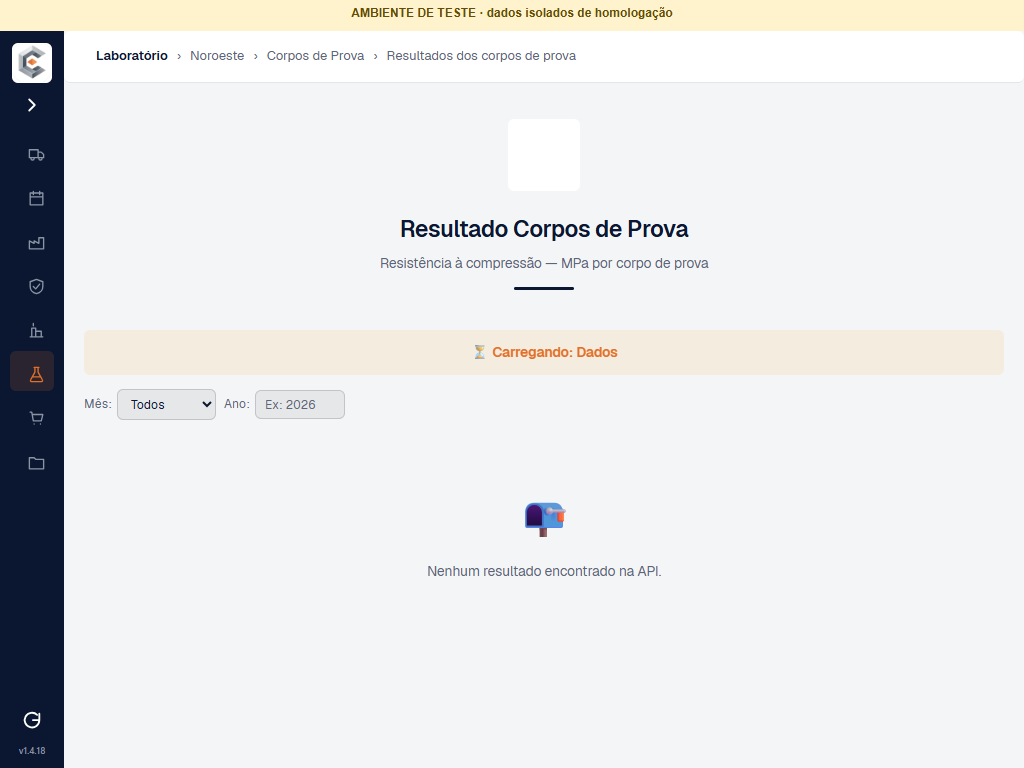 AMBIENTE DE TESTE · dados isolados de homologação
Laboratório › Noroeste › Corpos de Prova › Resultados dos corpos de prova
Resultado Corpos de Prova
Resistência à compressão — MPa por corpo de prova
⏳ Carregando: Dados
Mês: Todos Ano: Ex: 2026
Nenhum resultado encontrado na API.
v1.4.18